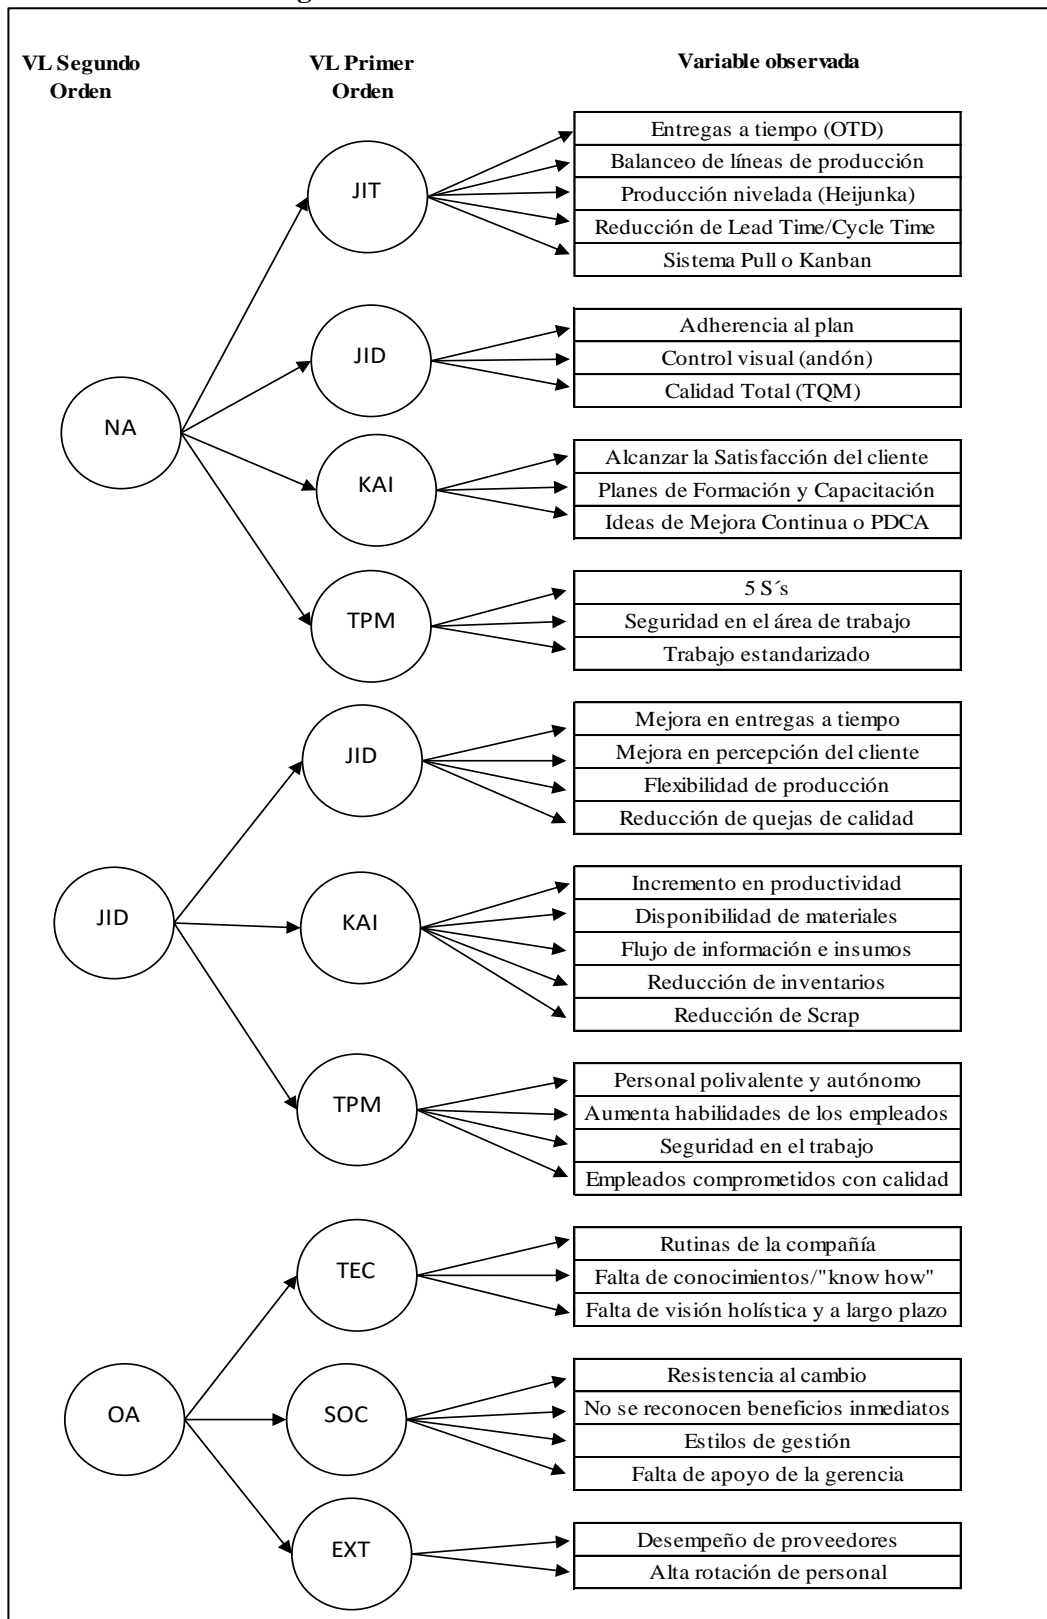 VL Segundo
Orden
VL Primer
Orden
Variable observada
NA
JIT
Entregas a tiempo (OTD)
Balanceo de líneas de producción
Producción nivelada (Heijunka)
Reducción de Lead Time/Cycle Time
Sistema Pull o Kanban
JID
Adherencia al plan
Control visual (andón)
Calidad Total (TQM)
KAI
Alcanzar la Satisfacción del cliente
Planes de Formación y Capacitación
Ideas de Mejora Continua o PDCA
TPM
5 S´s
Seguridad en el área de trabajo
Trabajo estandarizado
JID
JID
Mejora en entregas a tiempo
Mejora en percepción del cliente
Flexibilidad de producción
Reducción de quejas de calidad
KAI
Incremento en productividad
Disponibilidad de materiales
Flujo de información e insumos
Reducción de inventarios
Reducción de Scrap
TPM
Personal polivalente y autónomo
Aumenta habilidades de los empleados
Seguridad en el trabajo
Empleados comprometidos con calidad
OA
TEC
Rutinas de la compañía
Falta de conocimientos/"know how"
Falta de visión holística y a largo plazo
SOC
Resistencia al cambio
No se reconocen beneficios inmediatos
Estilos de gestión
Falta de apoyo de la gerencia
EXT
Desempeño de proveedores
Alta rotación de personal